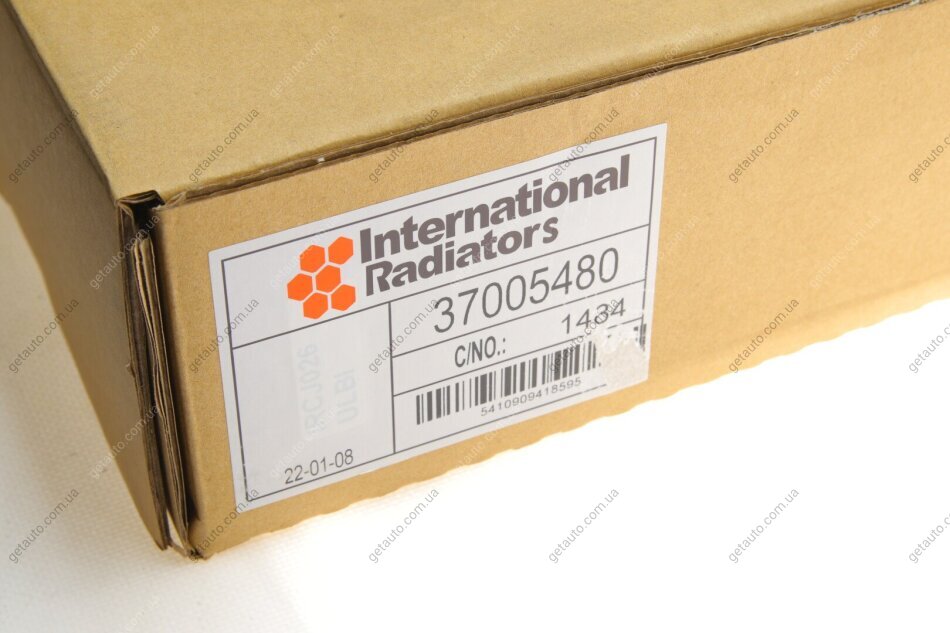 International
Radiators
37005480
C/NO.: 1434
5410909418595
22-01-08
getauto.com.ua